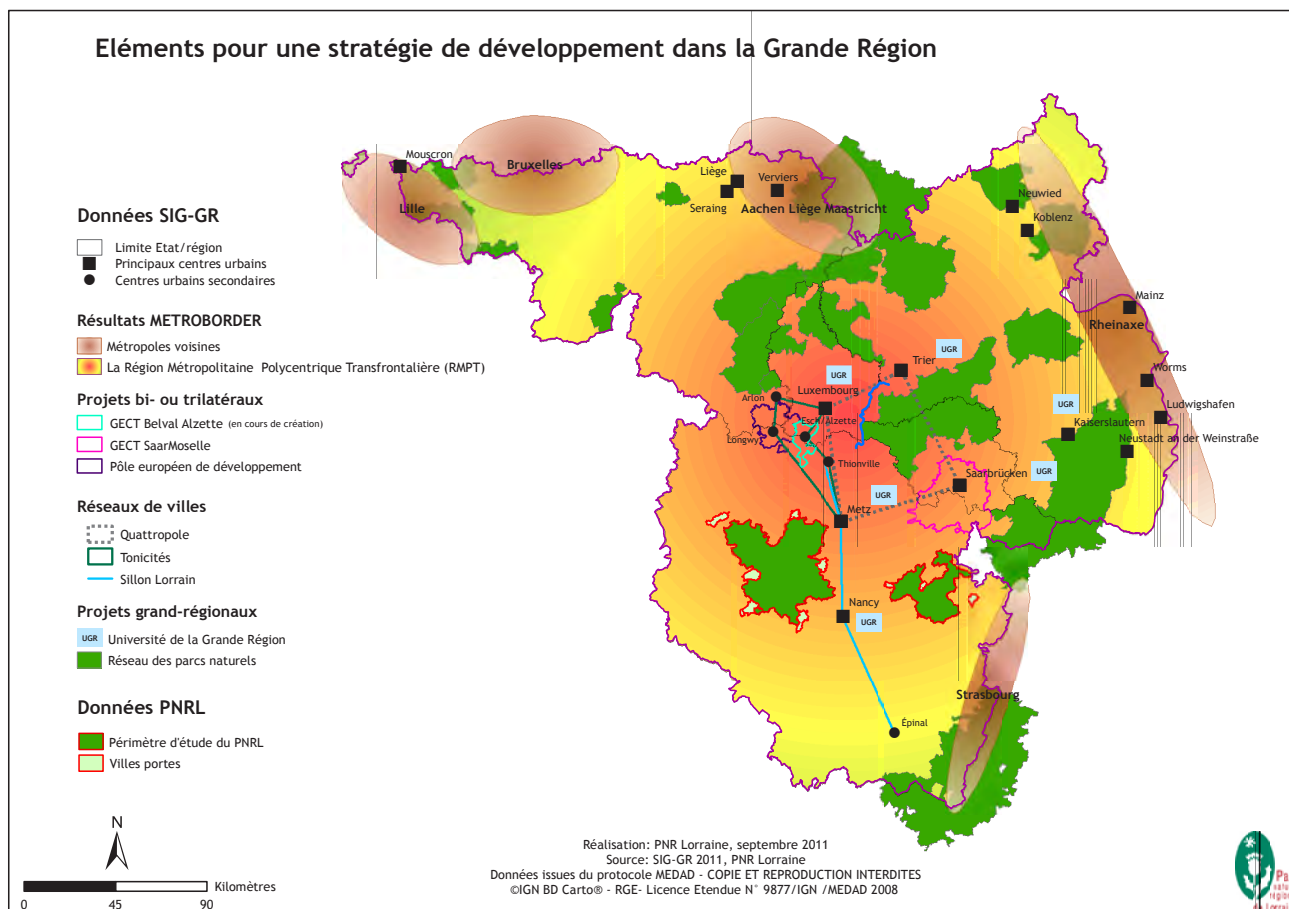 Eléments pour une stratégie de développement dans la Grande Région
Données SIG-GR
Limite Etat/région
Principaux centres urbains
Centres urbains secondaires
Résultats METROBORDER
Métropoles voisines
La Région Métropolitaine Polycentrique Transfrontalière (RMPT)
Projets bi- ou trilatéraux
GECT Belval Alzette (en cours de création)
GECT SaarMoselle
Pôle européen de développement
Réseaux de villes
Quattropole
Tonicités
Sillon Lorrain
Projets grand-régionaux
UGR Université de la Grande Région
Réseau des parcs naturels
Données PNRL
Périmètre d'étude du PNRL
Villes portes
N
Kilomètres
0 45 90
Mouscron
Lille
Bruxelles
Liège
Seraing
Verviers
Aachen Liège Maastricht
Neuwied
Koblenz
Mainz
Rheinaxe
Worms
Ludwigshafen
Neustadt an der Weinstraße
UGR
Kaiserslautern
UGR
UGR
Trier
UGR
Luxembourg
Arlon
Esch/Alzette
Longwy
Thionville
Saarbrücken
UGR
Metz
Nancy
UGR
Strasbourg
Épinal
Réalisation: PNR Lorraine, septembre 2011
Source: SIG-GR 2011, PNR Lorraine
Données issues du protocole MEDAD - COPIE ET REPRODUCTION INTERDITES
©IGN BD Carto® - RGE- Licence Etendue N° 9877/IGN /MEDAD 2008